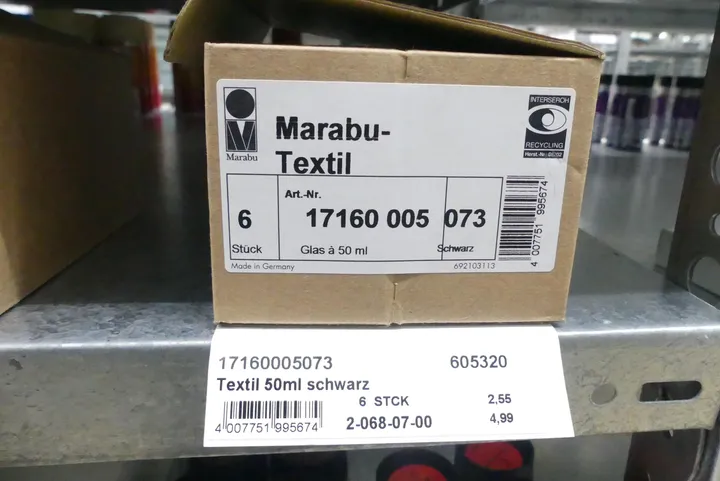 Marabu
Marabu-
Textil
INTERSEROH
RECYCLING
Art.-Nr.
6
17160 005
073
Stück
Glas à 50 ml
Schwarz
4 007751 995674
Made in Germany
692103113
17160005073
605320
Textil 50ml schwarz
6 STCK
2,55
4 007751 995674
2-068-07-00
4,99